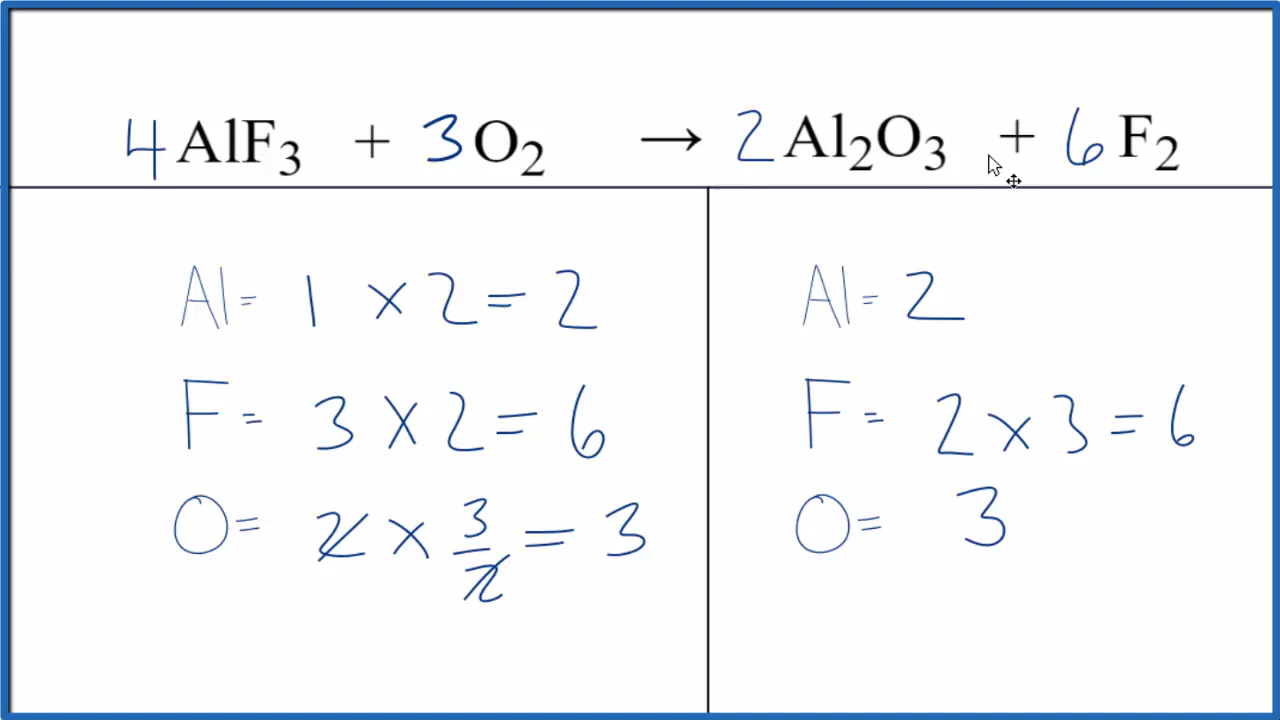 4AlF₃ + 3O₂ → 2Al₂O₃ + 6F₂
Al= 1 ×2=2
F= 3×2=6
O= 2×3/2=3
Al= 2
F= 2×3=6
O= 3